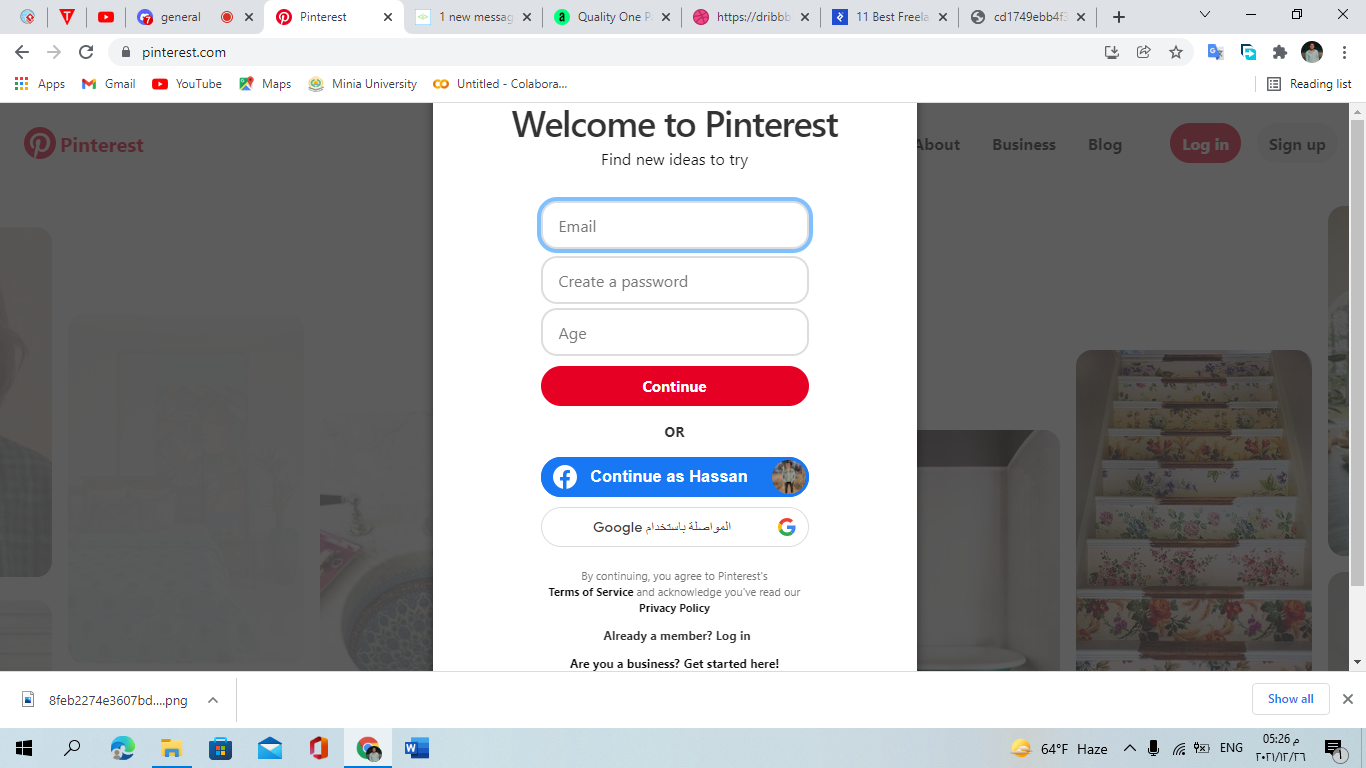 general
Pinterest
1 new messag
Quality One P
https://dribbb
11 Best Freela
cd1749ebb4f3
pinterest.com
Apps
Gmail
YouTube
Maps
Minia University
Untitled - Colabora...
Reading list
Pinterest
About
Business
Blog
Log in
Sign up
Welcome to Pinterest
Find new ideas to try
Email
Create a password
Age
Continue
OR
Continue as Hassan
المواصلة باستخدام Google
By continuing, you agree to Pinterest's
Terms of Service and acknowledge you've read our
Privacy Policy
Already a member? Log in
Are you a business? Get started here!
8feb2274e3607bd....png
Show all
64°F Haze
ENG
05:26 م
٢٠٢١/١٢/٢٦
1